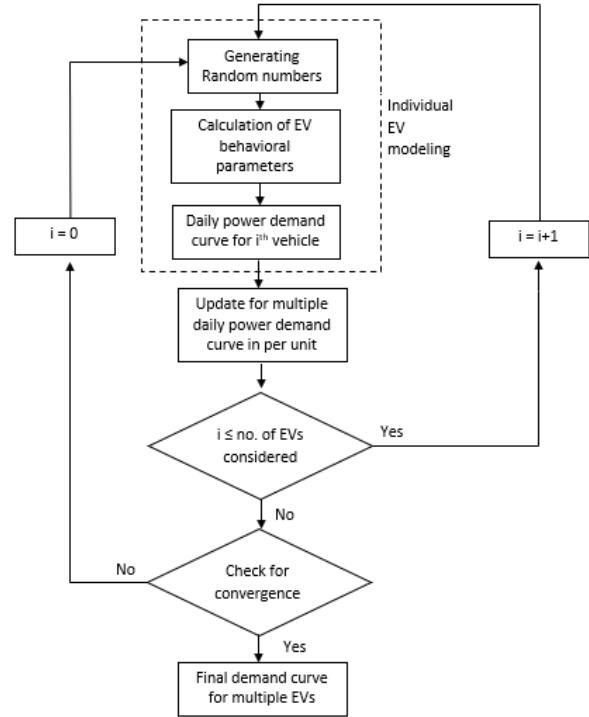 Generating
Random numbers
Individual
EV
modeling
Calculation of EV
behavioral
parameters
Daily power demand
curve for iᵗʰ vehicle
i = 0
i = i+1
Update for multiple
daily power demand
curve in per unit
i ≤ no. of EVs
considered
Yes
No
Check for
convergence
No
Yes
Final demand curve
for multiple EVs